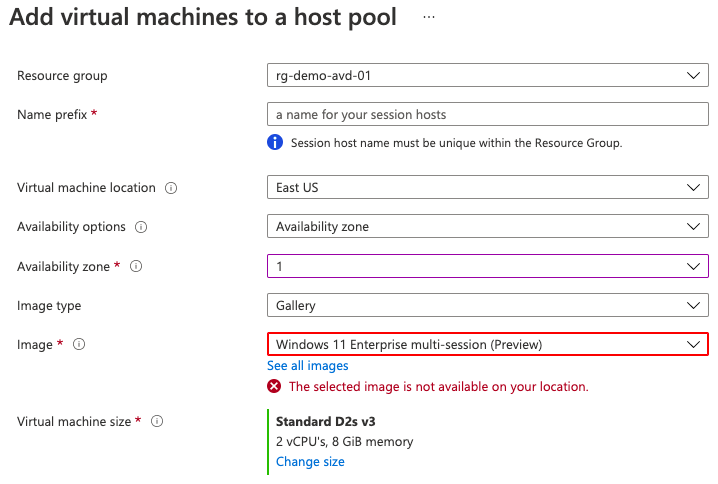 Add virtual machines to a host pool ...
Resource group rg-demo-avd-01
Name prefix * a name for your session hosts
Session host name must be unique within the Resource Group.
Virtual machine location East US
Availability options Availability zone
Availability zone * 1
Image type Gallery
Image * Windows 11 Enterprise multi-session (Preview)
See all images
The selected image is not available on your location.
Virtual machine size * Standard D2s v3
2 vCPU's, 8 GiB memory
Change size